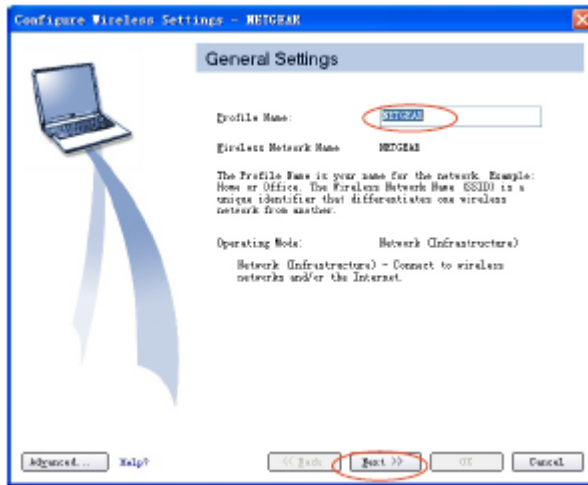 Configure Wireless Settings - NETGEAR
General Settings
Profile Name:
NETGEAR
Wireless Network Name
NETGEAR
The Profile Name is your name for the network. Example:
Home or Office. The Wireless Network Name (SSID) is a
unique identifier that differentiates one wireless
network from another.
Operating Mode:
Network (Infrastructure)
Network (Infrastructure) - Connect to wireless
networks and/or the Internet.
Advanced...
Help?
<< Back
Next >>
OK
Cancel